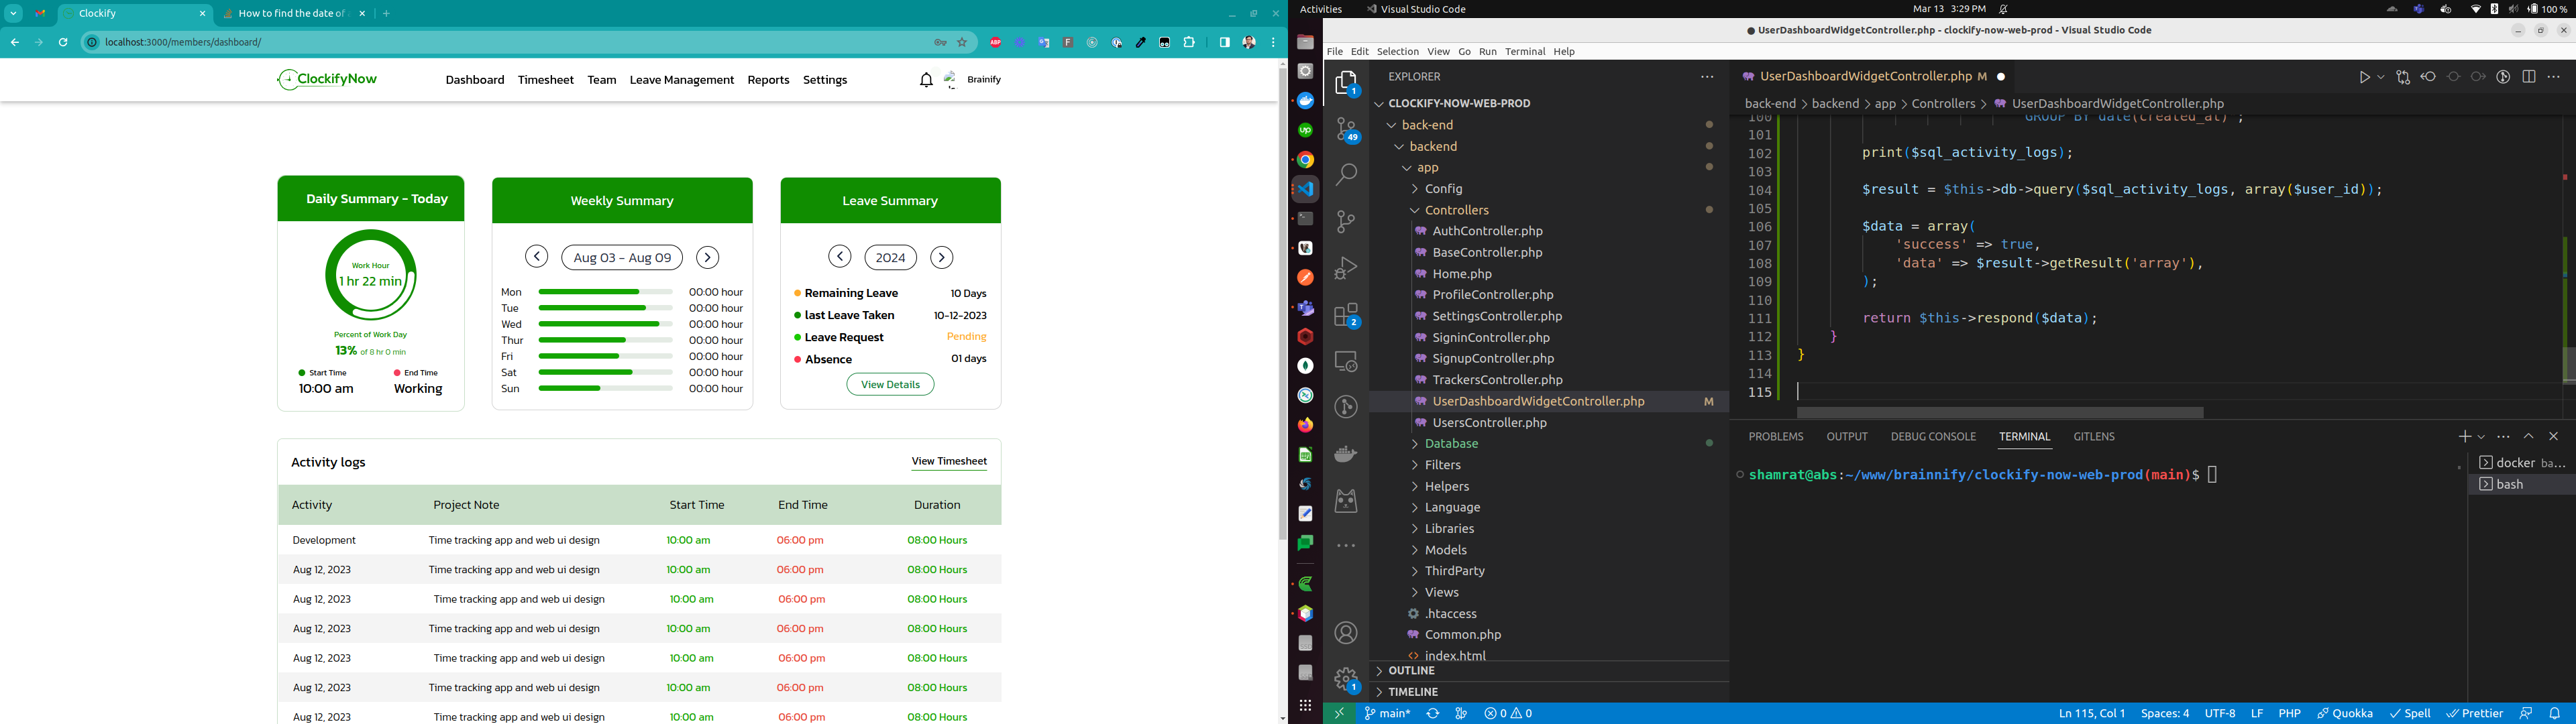 Clockify
How to find the date of
localhost:3000/members/dashboard/
ClockifyNow
Dashboard Timesheet Team Leave Management Reports Settings
Brainify
Daily Summary - Today
Work Hour
1 hr 22 min
Percent of Work Day
13% of 8 hr 0 min
Start Time End Time
10:00 am Working
Weekly Summary
Aug 03 - Aug 09
Mon 00:00 hour
Tue 00:00 hour
Wed 00:00 hour
Thur 00:00 hour
Fri 00:00 hour
Sat 00:00 hour
Sun 00:00 hour
Leave Summary
2024
Remaining Leave 10 Days
last Leave Taken 10-12-2023
Leave Request Pending
Absence 01 days
View Details
Activity logs View Timesheet
Activity Project Note Start Time End Time Duration
Development Time tracking app and web ui design 10:00 am 06:00 pm 08:00 Hours
Aug 12, 2023 Time tracking app and web ui design 10:00 am 06:00 pm 08:00 Hours
Aug 12, 2023 Time tracking app and web ui design 10:00 am 06:00 pm 08:00 Hours
Aug 12, 2023 Time tracking app and web ui design 10:00 am 06:00 pm 08:00 Hours
Aug 12, 2023 Time tracking app and web ui design 10:00 am 06:00 pm 08:00 Hours
Aug 12, 2023 Time tracking app and web ui design 10:00 am 06:00 pm 08:00 Hours
Aug 12, 2023 Time tracking app and web ui design 10:00 am 06:00 pm 08:00 Hours
Activities Visual Studio Code Mar 13 3:29 PM 100 %
UserDashboardWidgetController.php - clockify-now-web-prod - Visual Studio Code
File Edit Selection View Go Run Terminal Help
EXPLORER
CLOCKIFY-NOW-WEB-PROD
back-end
backend
app
Config
Controllers
AuthController.php
BaseController.php
Home.php
ProfileController.php
SettingsController.php
SigninController.php
SignupController.php
TrackersController.php
UserDashboardWidgetController.php M
UsersController.php
Database
Filters
Helpers
Language
Libraries
Models
ThirdParty
Views
.htaccess
Common.php
index.html
OUTLINE
TIMELINE
1
49
2
1
UserDashboardWidgetController.php M
back-end > backend > app > Controllers > UserDashboardWidgetController.php
100 GROUP BY date(created_at)";
101
102 print($sql_activity_logs);
103
104 $result = $this->db->query($sql_activity_logs, array($user_id));
105
106 $data = array(
107 'success' => true,
108 'data' => $result->getResult('array'),
109 );
110
111 return $this->respond($data);
112 }
113 }
114
115
PROBLEMS OUTPUT DEBUG CONSOLE TERMINAL GITLENS
shamrat@abs:~/www/brainnify/clockify-now-web-prod(main)$
docker ba...
bash
main* 0 0 Ln 115, Col 1 Spaces: 4 UTF-8 LF PHP Quokka Spell Prettier